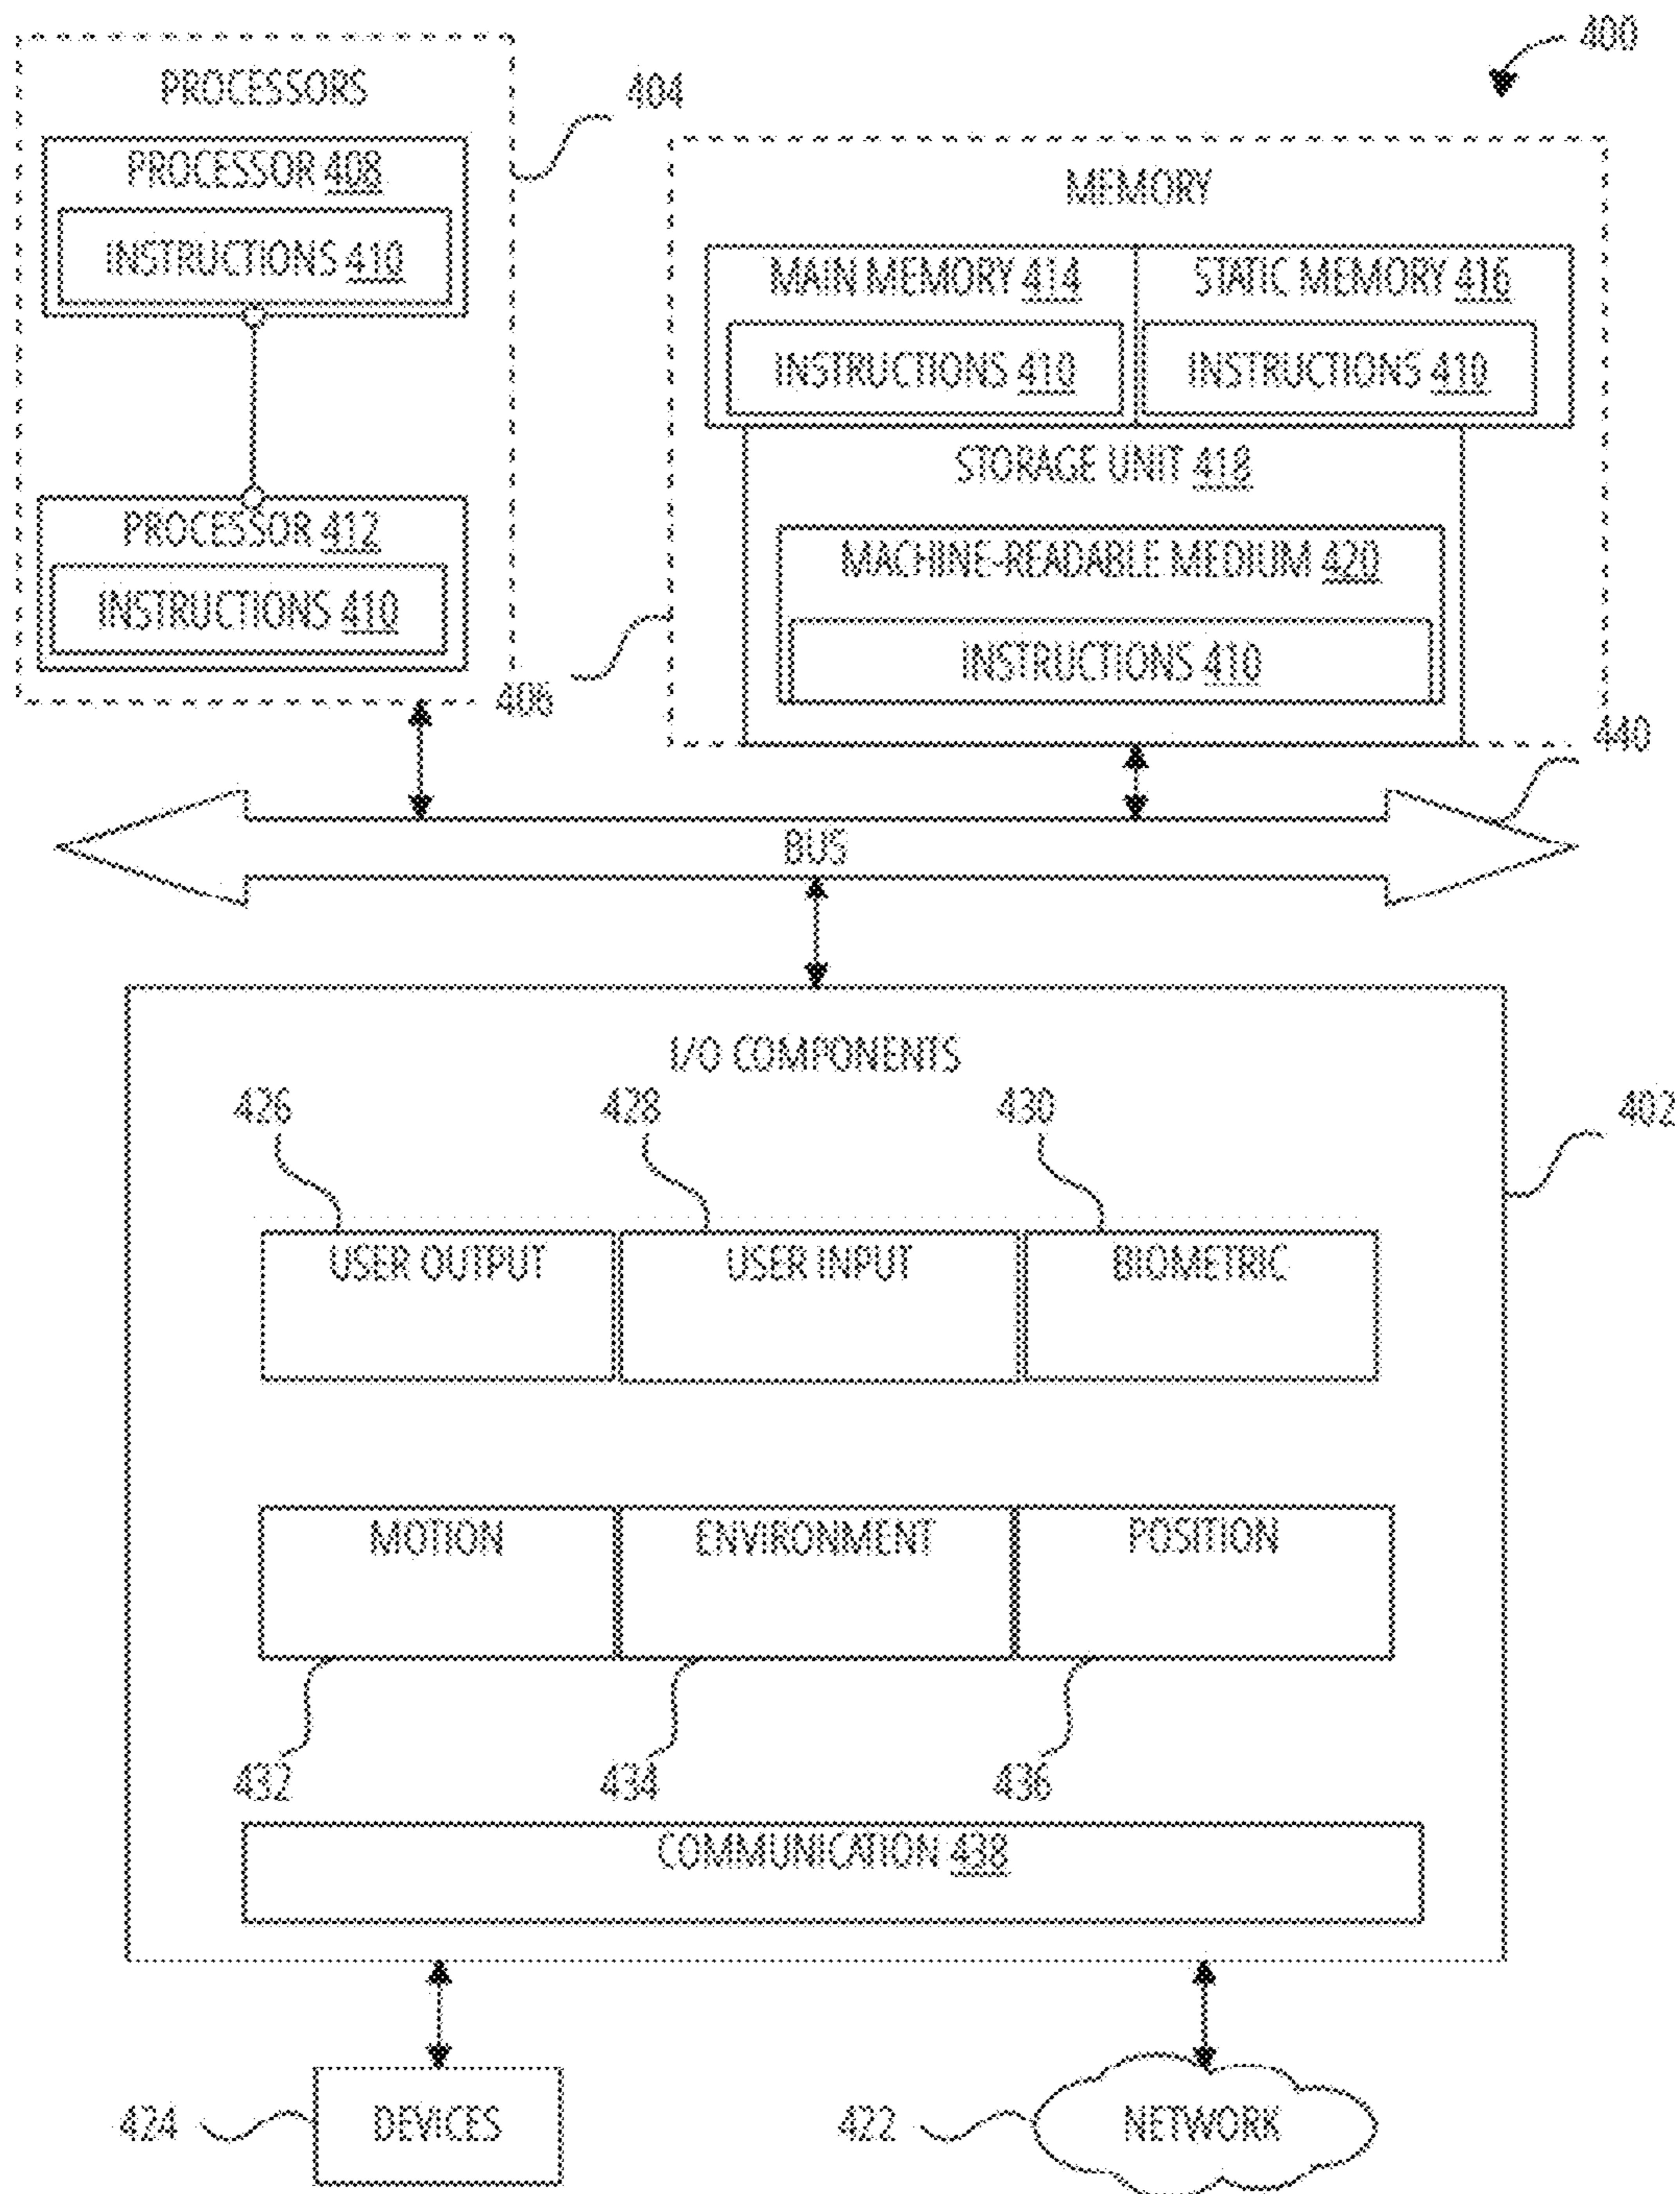 400
PROCESSORS
404
PROCESSOR 408
INSTRUCTIONS 410
PROCESSOR 412
INSTRUCTIONS 410
MEMORY
MAIN MEMORY 414
STATIC MEMORY 416
INSTRUCTIONS 410
INSTRUCTIONS 410
STORAGE UNIT 418
MACHINE-READABLE MEDIUM 420
INSTRUCTIONS 410
406
440
BUS
I/O COMPONENTS
426
428
430
402
USER OUTPUT
USER INPUT
BIOMETRIC
MOTION
ENVIRONMENT
POSITION
432
434
436
COMMUNICATION 438
424
DEVICES
422
NETWORK